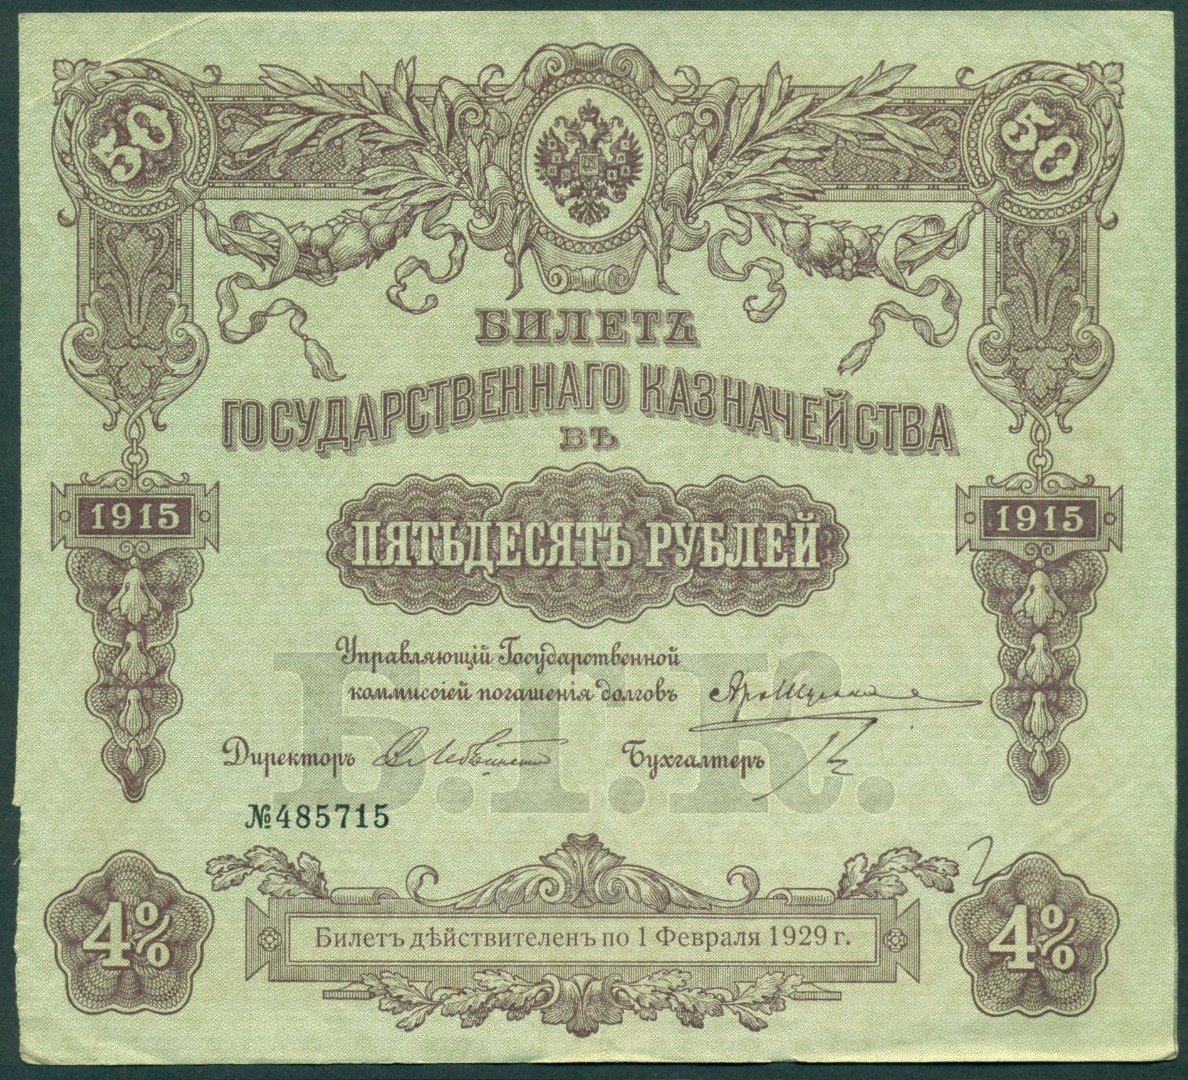 50 50
БИЛЕТЪ
ГОСУДАРСТВЕННАГО КАЗНАЧЕЙСТВА
ВЪ
1915 1915
ПЯТЬДЕСЯТЪ РУБЛЕЙ
Управляющій Государственной
коммиссіей погашенія долговъ
Б.Г.К.
Директоръ Бухгалтеръ
№485715
4% 4%
Билетъ дѣйствителенъ по 1 Февраля 1929 г.